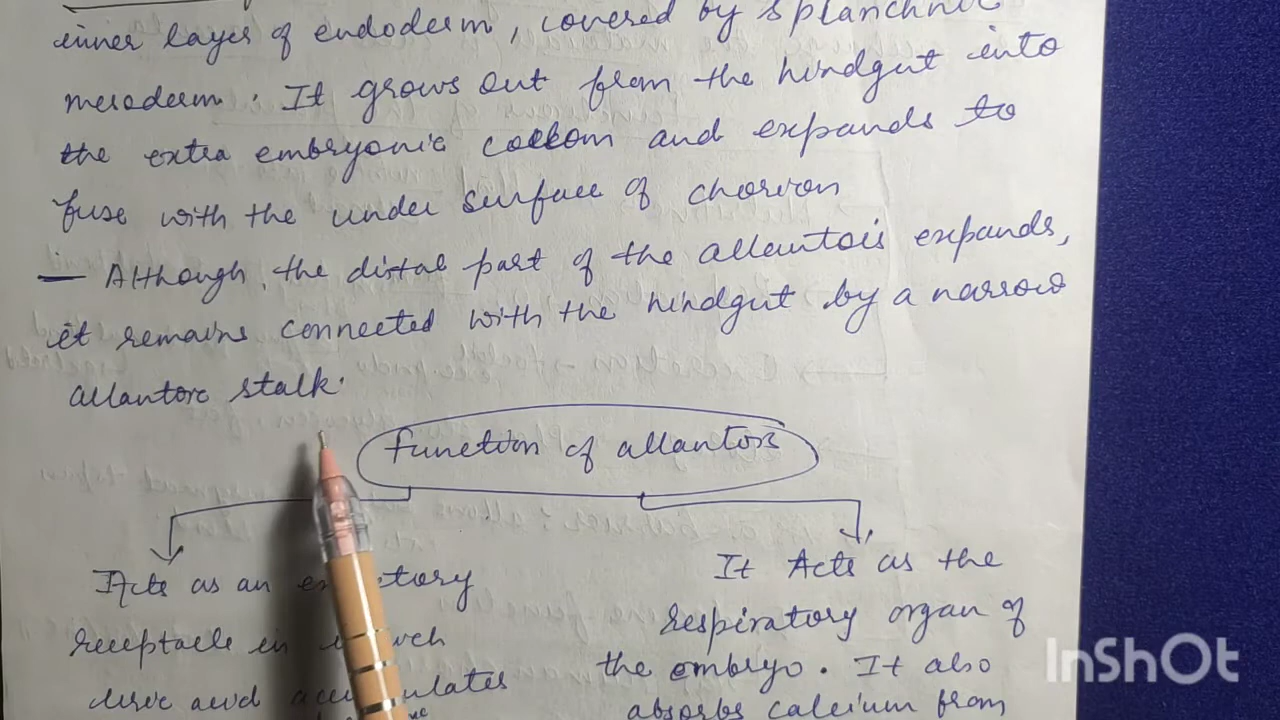 inner layer of endoderm, covered by splanchnic
mesoderm. It grows out from the hindgut into
the extra embryonic coelom and expands to
fuse with the under surface of chorion
— Although, the distal part of the allantois expands,
it remains connected with the hindgut by a narrow
allantoic stalk.
Function of allantois
It Acts as an
receptacle in
uric acid
It Acts as the
respiratory organ of
the embryo. It also
absorbs calcium from
InShOt